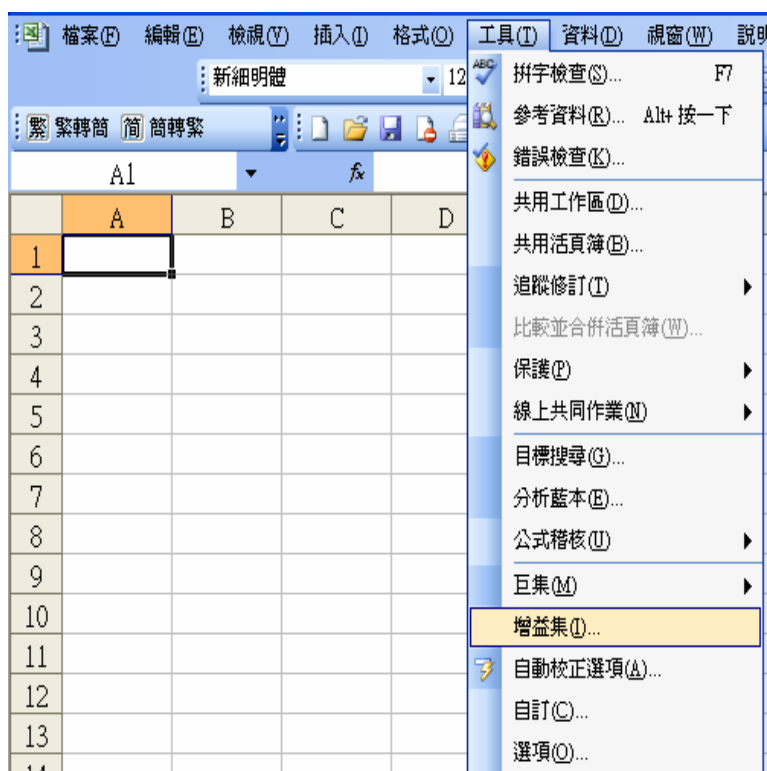 檔案(F) 編輯(E) 檢視(V) 插入(I) 格式(O) 工具(T) 資料(D) 視窗(W)
新細明體 12
繁 繁轉簡 简 簡轉繁
A1 fx
A B C D
1
2
3
4
5
6
7
8
9
10
11
12
13
ABC 拼字檢查(S)... F7
參考資料(R)... Alt+ 按一下
錯誤檢查(K)...
共用工作區(D)...
共用活頁簿(B)...
追蹤修訂(T)
比較並合併活頁簿(W)...
保護(P)
線上共同作業(N)
目標搜尋(G)...
分析藍本(E)...
公式稽核(U)
巨集(M)
增益集(I)...
自動校正選項(A)...
自訂(C)...
選項(O)...